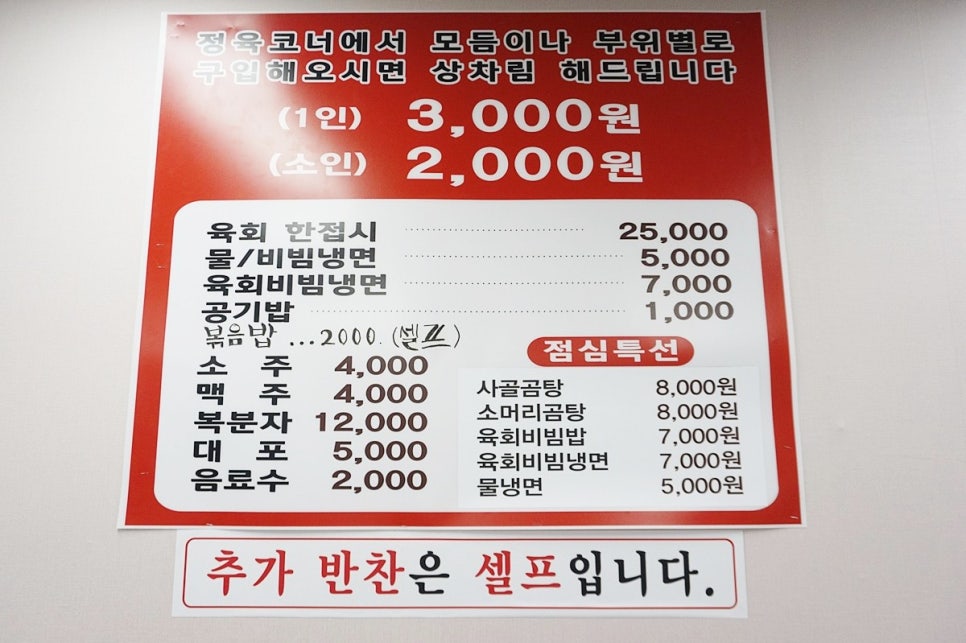 정육코너에서 모듬이나 부위별로
구입해오시면 상차림 해드립니다
(1인) 3,000원
(소인) 2,000원
육회 한접시 25,000
물/비빔냉면 5,000
육회비빔냉면 7,000
공기밥 1,000
볶음밥 ...2000. (셀프)
소 주 4,000
맥 주 4,000
복분자 12,000
대 포 5,000
음료수 2,000
점심특선
사골곰탕 8,000원
소머리곰탕 8,000원
육회비빔밥 7,000원
육회비빔냉면 7,000원
물냉면 5,000원
추가 반찬은 셀프입니다.